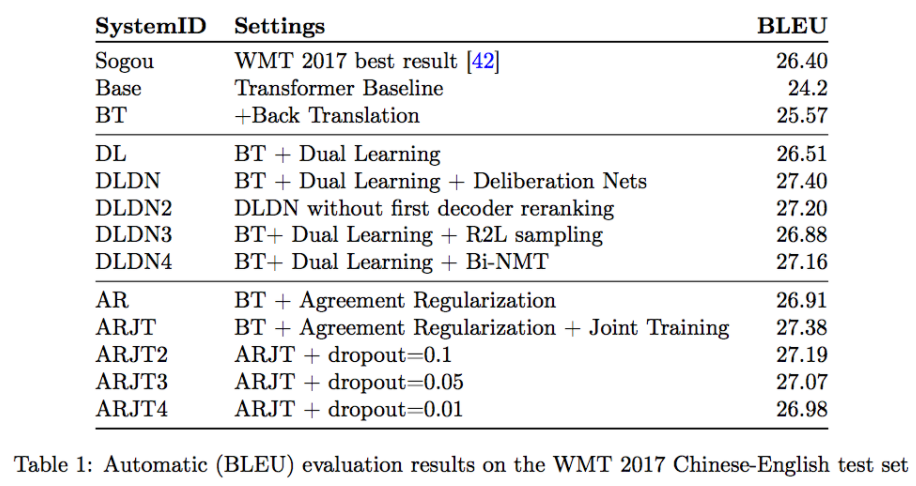 SystemID Settings BLEU
Sogou WMT 2017 best result [42] 26.40
Base Transformer Baseline 24.2
BT +Back Translation 25.57
DL BT + Dual Learning 26.51
DLDN BT + Dual Learning + Deliberation Nets 27.40
DLDN2 DLDN without first decoder reranking 27.20
DLDN3 BT+ Dual Learning + R2L sampling 26.88
DLDN4 BT+ Dual Learning + Bi-NMT 27.16
AR BT + Agreement Regularization 26.91
ARJT BT + Agreement Regularization + Joint Training 27.38
ARJT2 ARJT + dropout=0.1 27.19
ARJT3 ARJT + dropout=0.05 27.07
ARJT4 ARJT + dropout=0.01 26.98
Table 1: Automatic (BLEU) evaluation results on the WMT 2017 Chinese-English test set